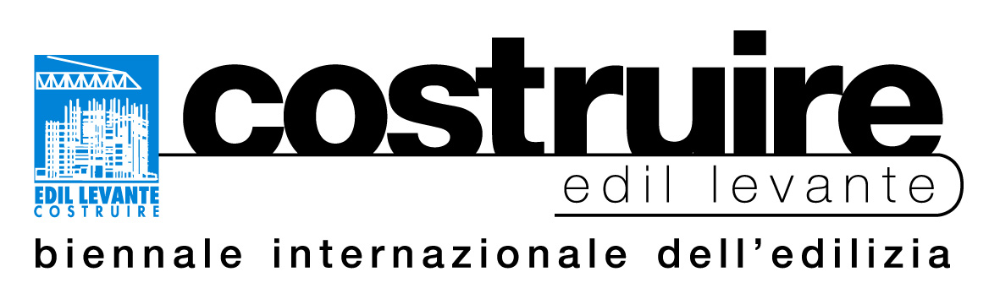 costruire
edil levante
EDIL LEVANTE
COSTRUIRE
biennale internazionale dell'edilizia